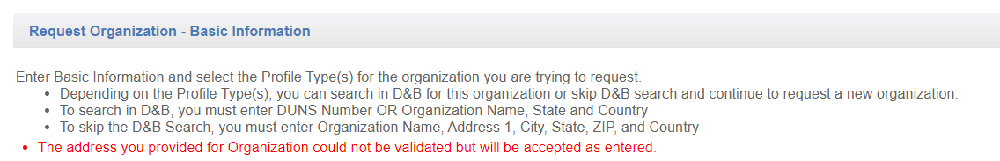 Request Organization - Basic Information
Enter Basic Information and select the Profile Type(s) for the organization you are trying to request.
• Depending on the Profile Type(s), you can search in D&B for this organization or skip D&B search and continue to request a new organization.
• To search in D&B, you must enter DUNS Number OR Organization Name, State and Country
• To skip the D&B Search, you must enter Organization Name, Address 1, City, State, ZIP, and Country
• The address you provided for Organization could not be validated but will be accepted as entered.